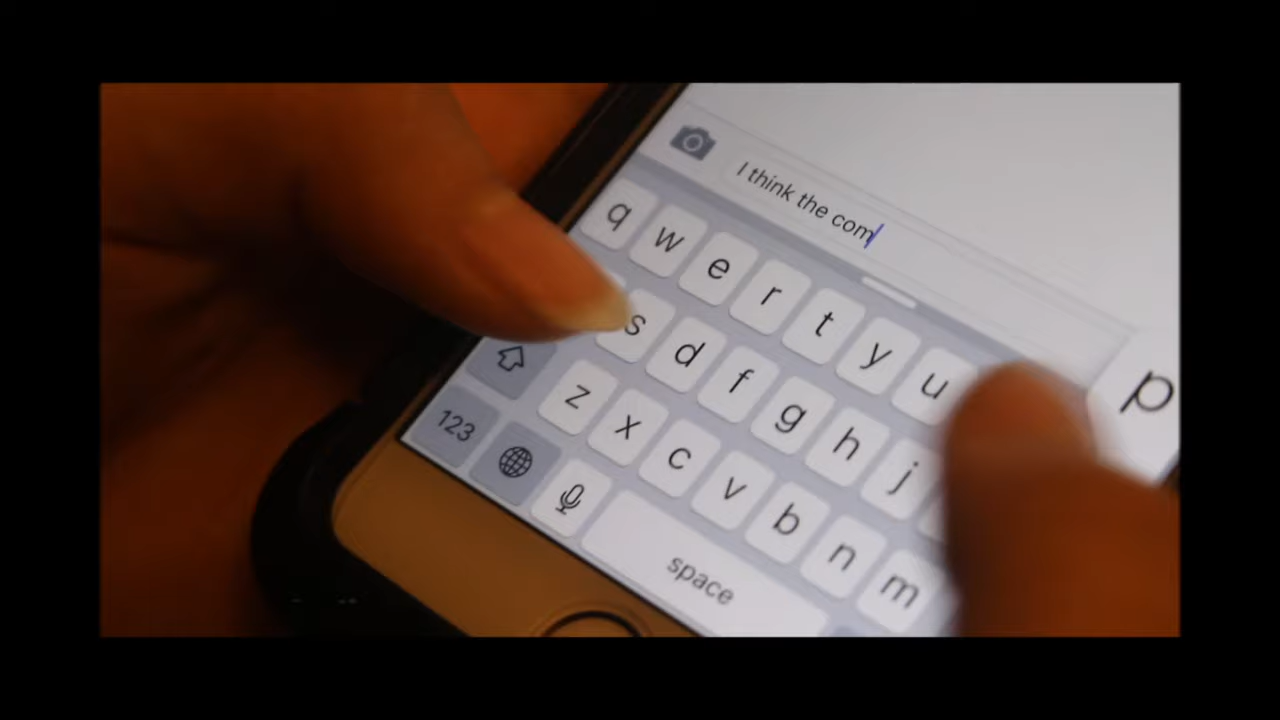 I think the com
p
q w e r t y u
s d f g h j
z x c v b n m
123
space